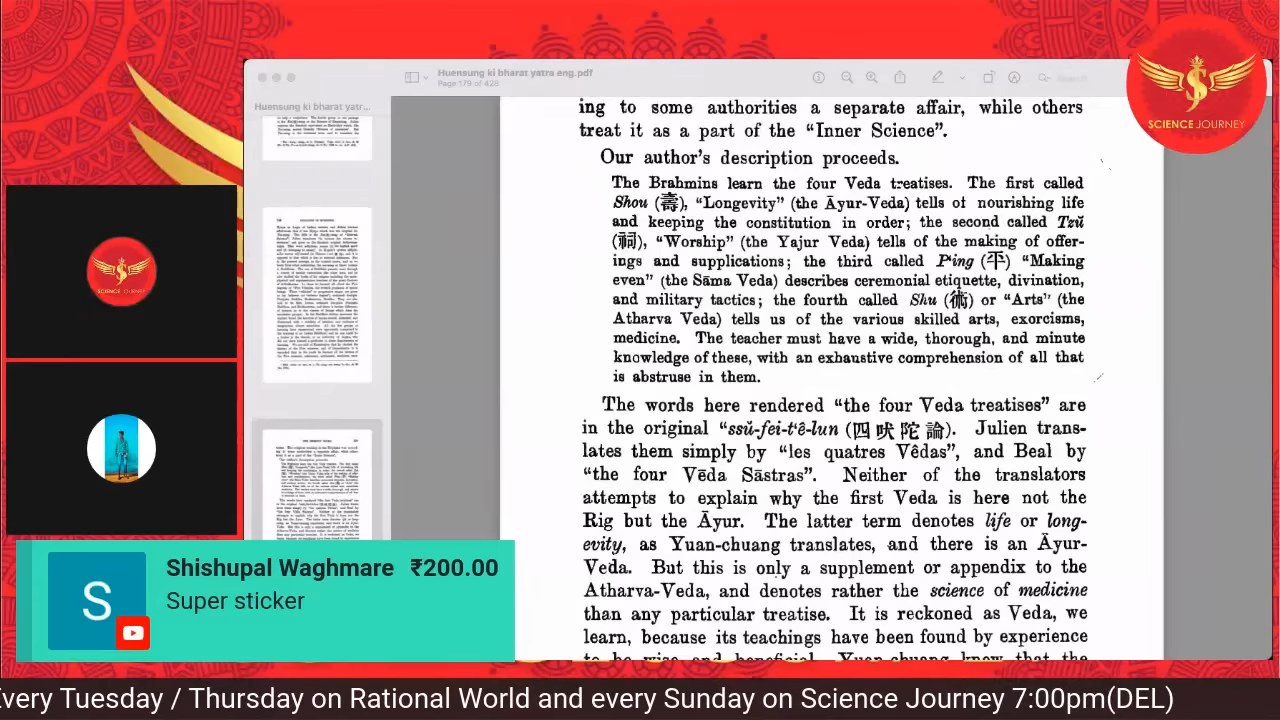 Huensung ki bharat yatra eng.pdf
Page 179 of 428
Search
Huensung ki bharat yatr...
SCIENCE JOURNEY
SCIENCE JOURNEY
ing to some authorities a separate affair, while others
treat it as a part of the “Inner Science”.
Our author's description proceeds.
The Brahmins learn the four Veda treatises. The first called
Shou (壽), “Longevity” (the Āyur-Veda) tells of nourishing life
and keeping the constitution in order; the second called Tzŭ
(祠), “Worship” (the Yajur Veda) tells of the making of offer-
ings and supplications; the third called P'ing (平) “Making
even” (the Sāma Veda) describes ceremonial etiquette, divination,
and military tactics; the fourth called Shu (術) or “Arts” (the
Atharva Veda) tells of the various skilled arts, exorcisms,
medicine. The teacher must have a wide, thorough, and minute
knowledge of these, with an exhaustive comprehension of all that
is abstruse in them.
The words here rendered “the four Veda treatises” are
in the original “ssŭ-fei-t'ê-lun (四吠陀論). Julien trans-
lates them simply by “les quatres Vêdas”, and Beal by
“the four Veda Śāstras”. Neither of the translators
attempts to explain why the first Veda is here not the
Rig but the Āyur. The latter term denotes life or long-
evity, as Yuan-chuang translates, and there is an Āyur-
Veda. But this is only a supplement or appendix to the
Atharva-Veda, and denotes rather the science of medicine
than any particular treatise. It is reckoned as Veda, we
learn, because its teachings have been found by experience
to be wise and beneficial. Yuan-chuang knew that the
S
Shishupal Waghmare ₹200.00
Super sticker
Every Tuesday / Thursday on Rational World and every Sunday on Science Journey 7:00pm(DEL)